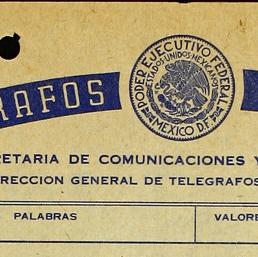 RAFOS
PODER EJECUTIVO FEDERAL
ESTADOS UNIDOS MEXICANOS
MEXICO D.F.
RETARIA DE COMUNICACIONES Y
RECCION GENERAL DE TELEGRAFOS
PALABRAS VALORE